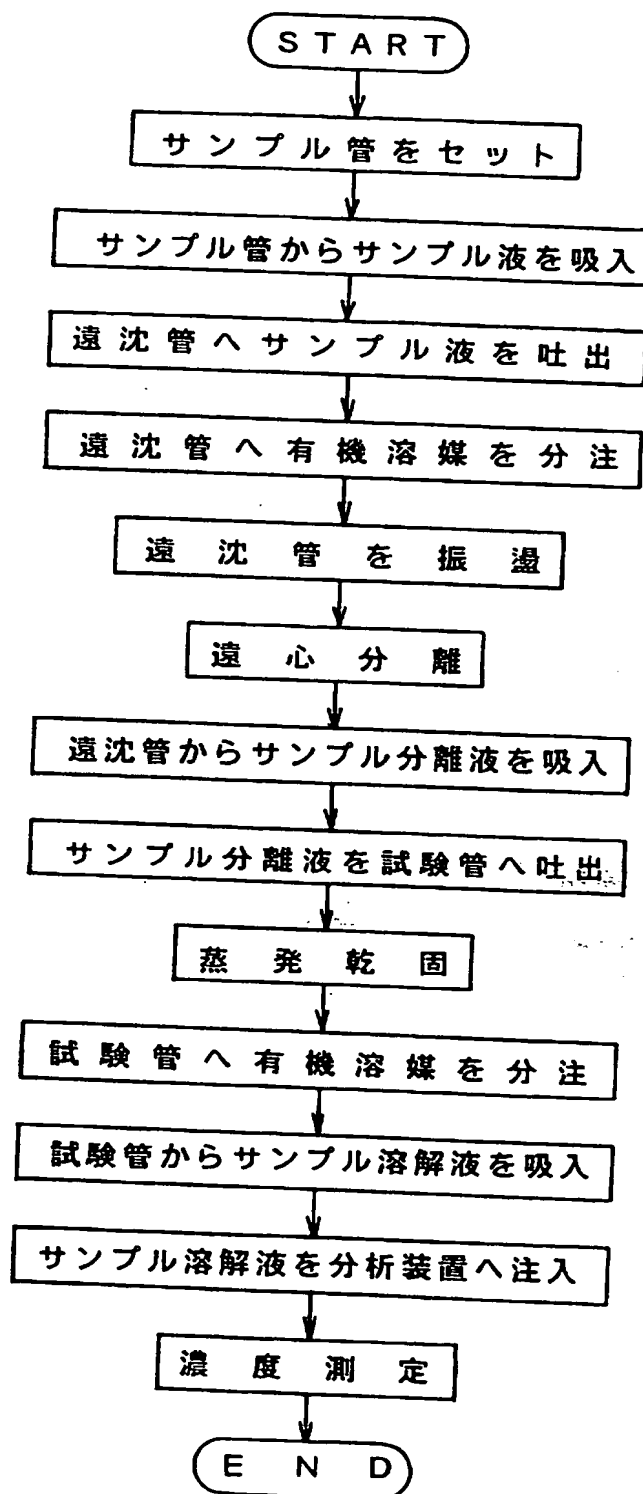 START
サンプル管をセット
サンプル管からサンプル液を吸入
遠沈管へサンプル液を吐出
遠沈管へ有機溶媒を分注
遠沈管を振盪
遠心分離
遠沈管からサンプル分離液を吸入
サンプル分離液を試験管へ吐出
蒸発乾固
試験管へ有機溶媒を分注
試験管からサンプル溶解液を吸入
サンプル溶解液を分析装置へ注入
濃度測定
END